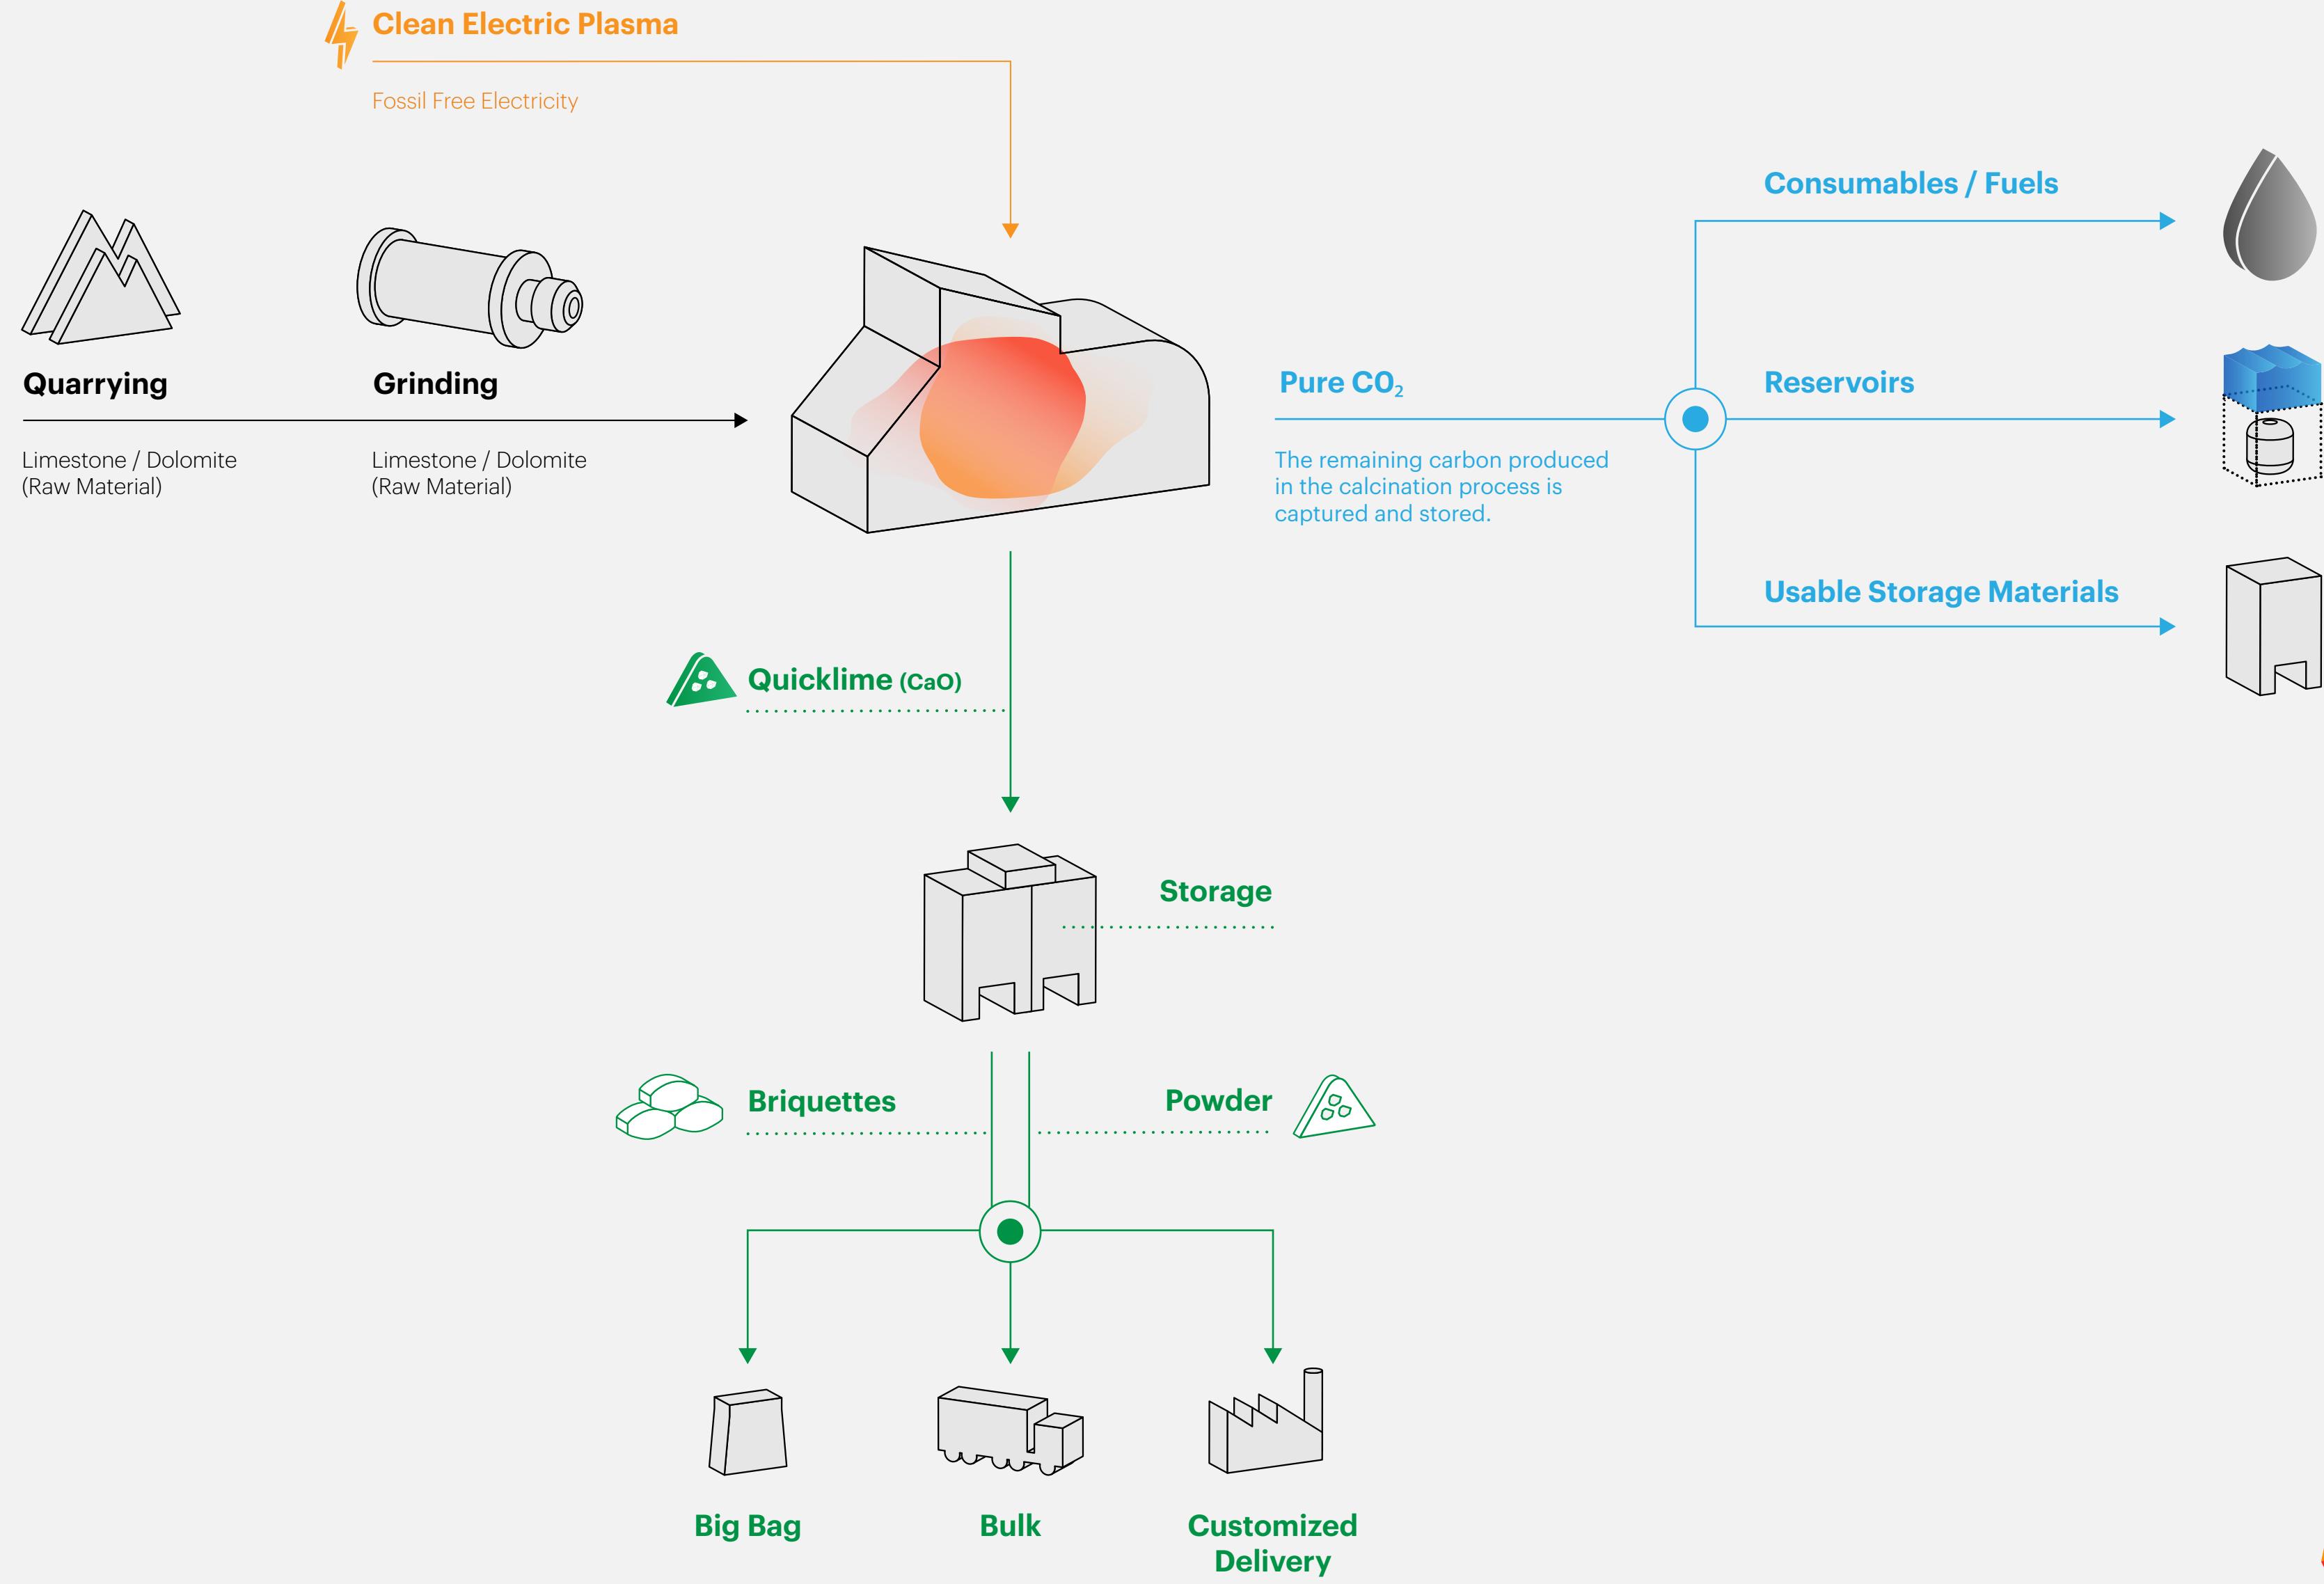 Clean Electric Plasma
Fossil Free Electricity
Quarrying
Limestone / Dolomite
(Raw Material)
Grinding
Limestone / Dolomite
(Raw Material)
Pure C0₂
The remaining carbon produced
in the calcination process is
captured and stored.
Consumables / Fuels
Reservoirs
Usable Storage Materials
Quicklime (CaO)
Storage
Briquettes
Powder
Big Bag
Bulk
Customized
Delivery